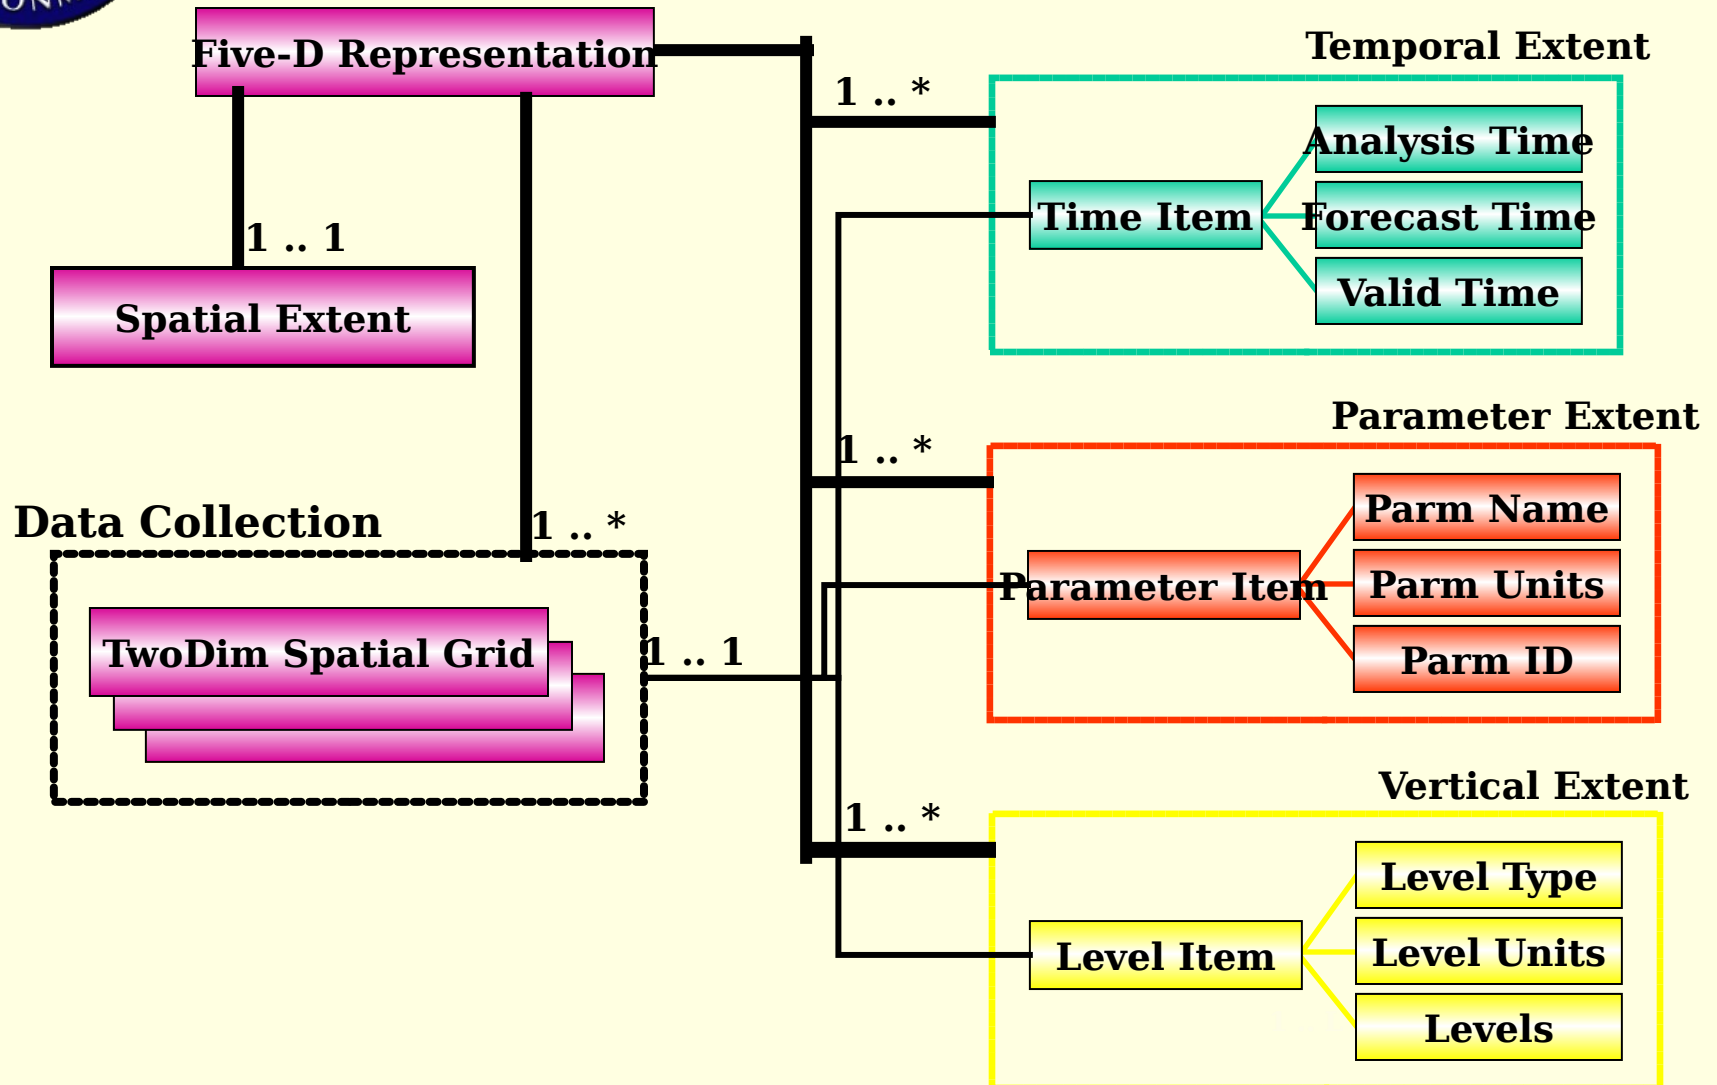 Five-D Representation
1 .. 1
Spatial Extent
Data Collection
1 .. *
TwoDim Spatial Grid
1 .. 1
Temporal Extent
1 .. *
Time Item
Analysis Time
Forecast Time
Valid Time
Parameter Extent
1 .. *
Parameter Item
Parm Name
Parm Units
Parm ID
Vertical Extent
1 .. *
Level Item
Level Type
Level Units
Levels